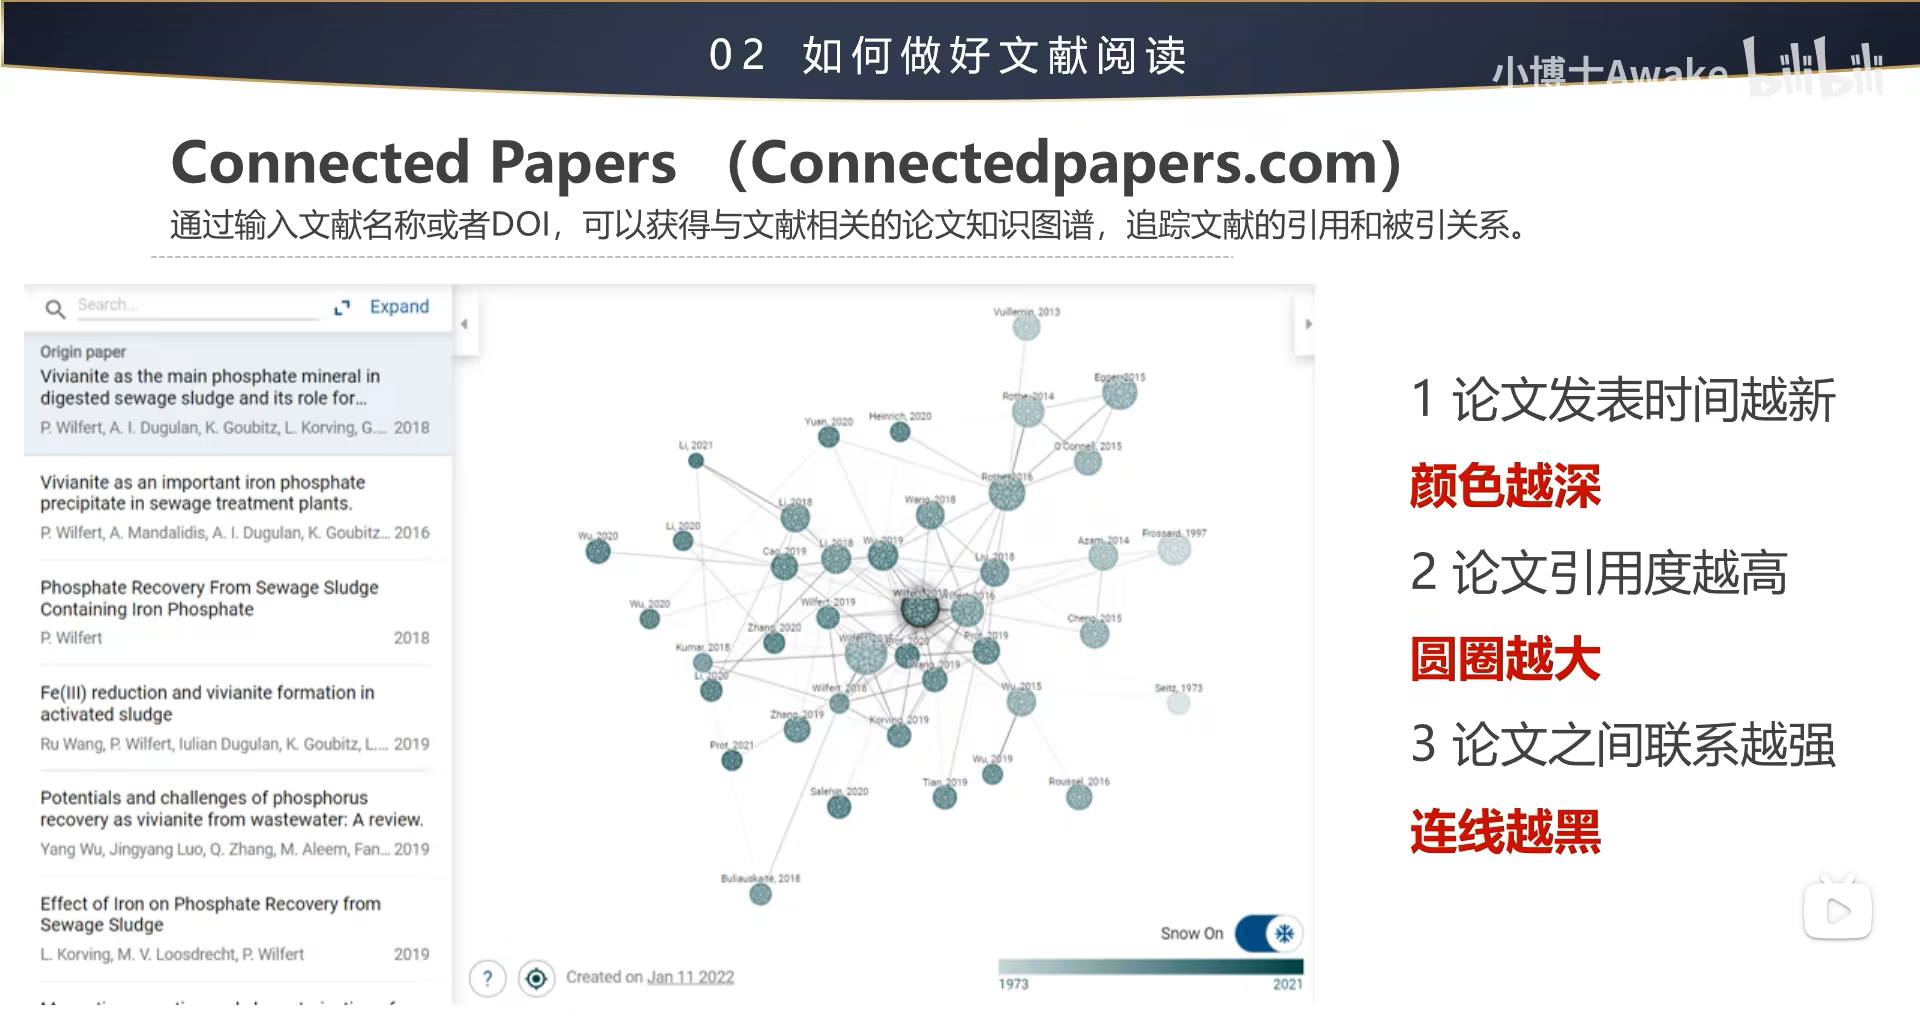 02 如何做好文献阅读
小博士Awake bilibili
Connected Papers （Connectedpapers.com）
通过输入文献名称或者DOI，可以获得与文献相关的论文知识图谱，追踪文献的引用和被引关系。
Search...
Expand
Origin paper
Vivianite as the main phosphate mineral in
digested sewage sludge and its role for...
P. Wilfert, A. I. Dugulan, K. Goubitz, L. Korving, G.... 2018
Vivianite as an important iron phosphate
precipitate in sewage treatment plants.
P. Wilfert, A. Mandalidis, A. I. Dugulan, K. Goubitz... 2016
Phosphate Recovery From Sewage Sludge
Containing Iron Phosphate
P. Wilfert 2018
Fe(III) reduction and vivianite formation in
activated sludge
Ru Wang, P. Wilfert, Iulian Dugulan, K. Goubitz, L.... 2019
Potentials and challenges of phosphorus
recovery as vivianite from wastewater: A review.
Yang Wu, Jingyang Luo, Q. Zhang, M. Aleem, Fan... 2019
Effect of Iron on Phosphate Recovery from
Sewage Sludge
L. Korving, M. V. Loosdrecht, P. Wilfert 2019
Vuillemin, 2013
Egger, 2015
Rothe, 2014
Heinrich, 2020
Yuan, 2020
Li, 2021
O'Connell, 2015
Rothe, 2016
Wang, 2018
Li, 2018
Li, 2020
Wu, 2020
Li, 2018
Wu, 2019
Azam, 2014
Frossard, 1997
Cao, 2019
Liu, 2018
Wilfert, 2016
Wilfert, 2019
Wu, 2020
Cheng, 2015
Zhang, 2020
Prot, 2020
Prot, 2019
Kumar, 2018
Wang, 2019
Li, 2020
Wilfert, 2018
Wu, 2015
Seitz, 1973
Zhang, 2019
Korving, 2019
Prot, 2021
Wu, 2019
Tian, 2019
Roussel, 2016
Salehin, 2020
Buliauskaite, 2018
Snow On
? Created on Jan 11 2022
1973 2021
1 论文发表时间越新
颜色越深
2 论文引用度越高
圆圈越大
3 论文之间联系越强
连线越黑